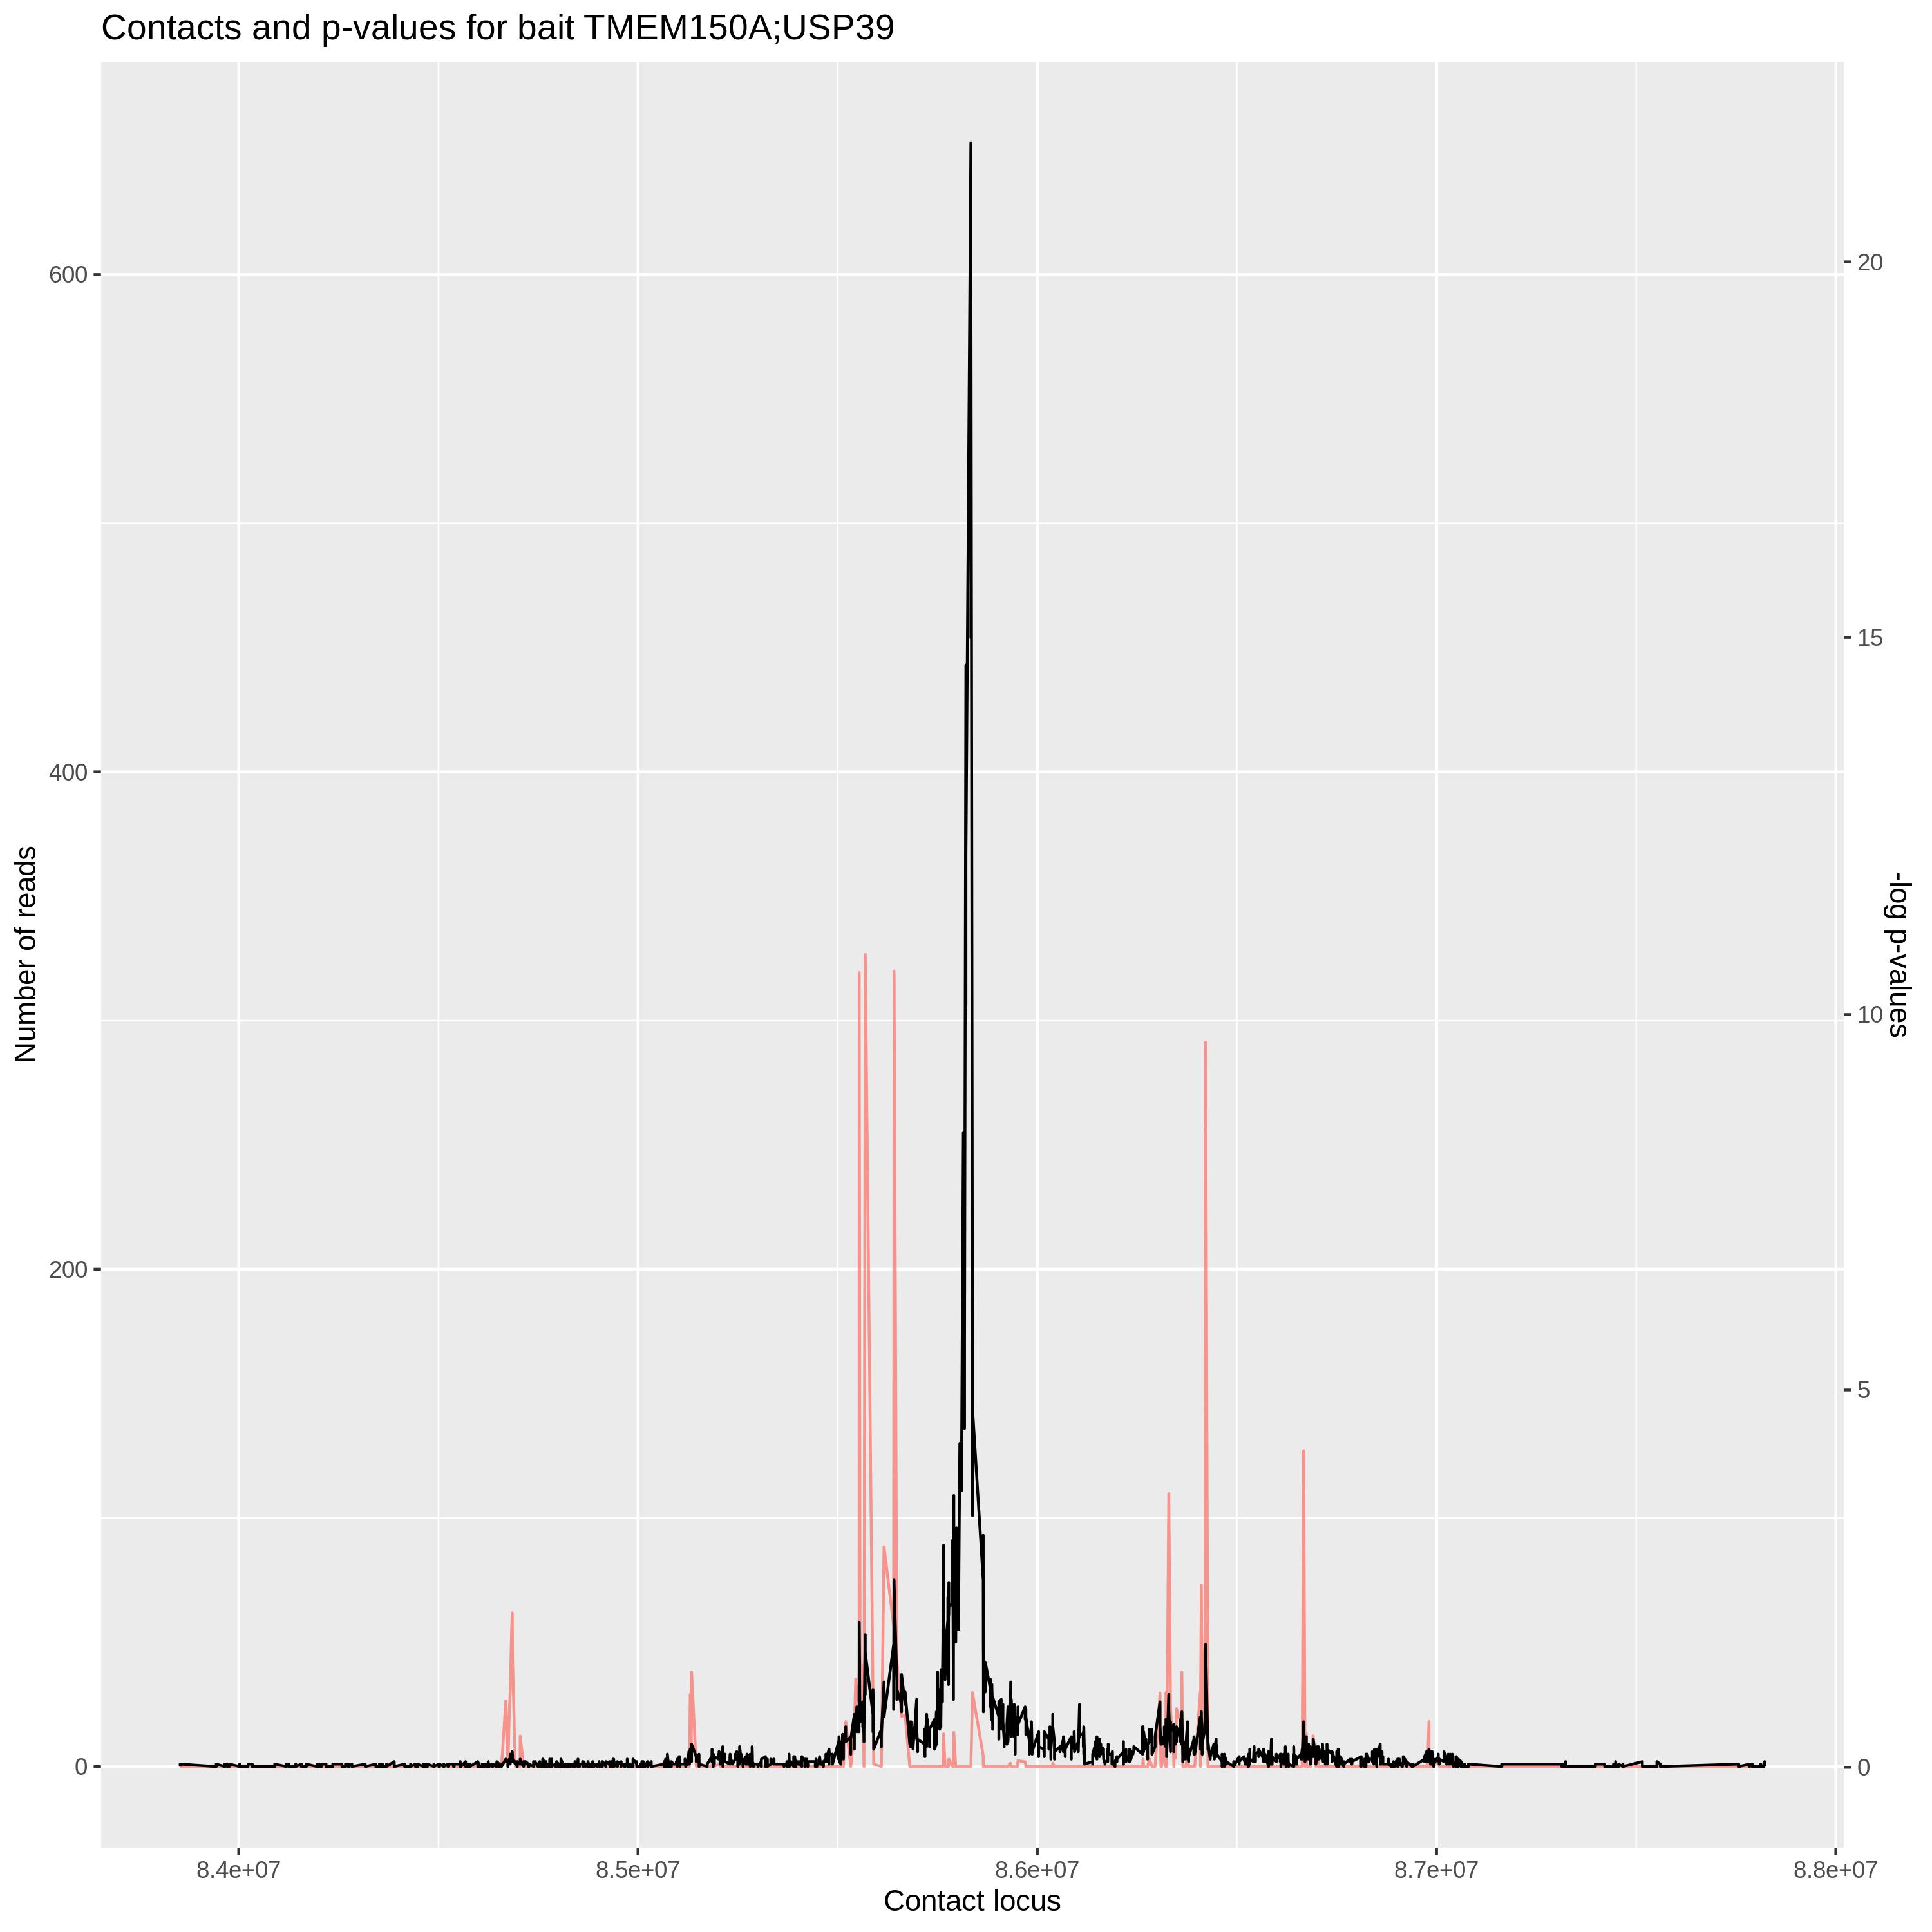 Contacts and p-values for bait TMEM150A;USP39
600
400
200
0
Number of reads
20
15
10
5
0
-log p-values
8.4e+07
8.5e+07
8.6e+07
8.7e+07
8.8e+07
Contact locus